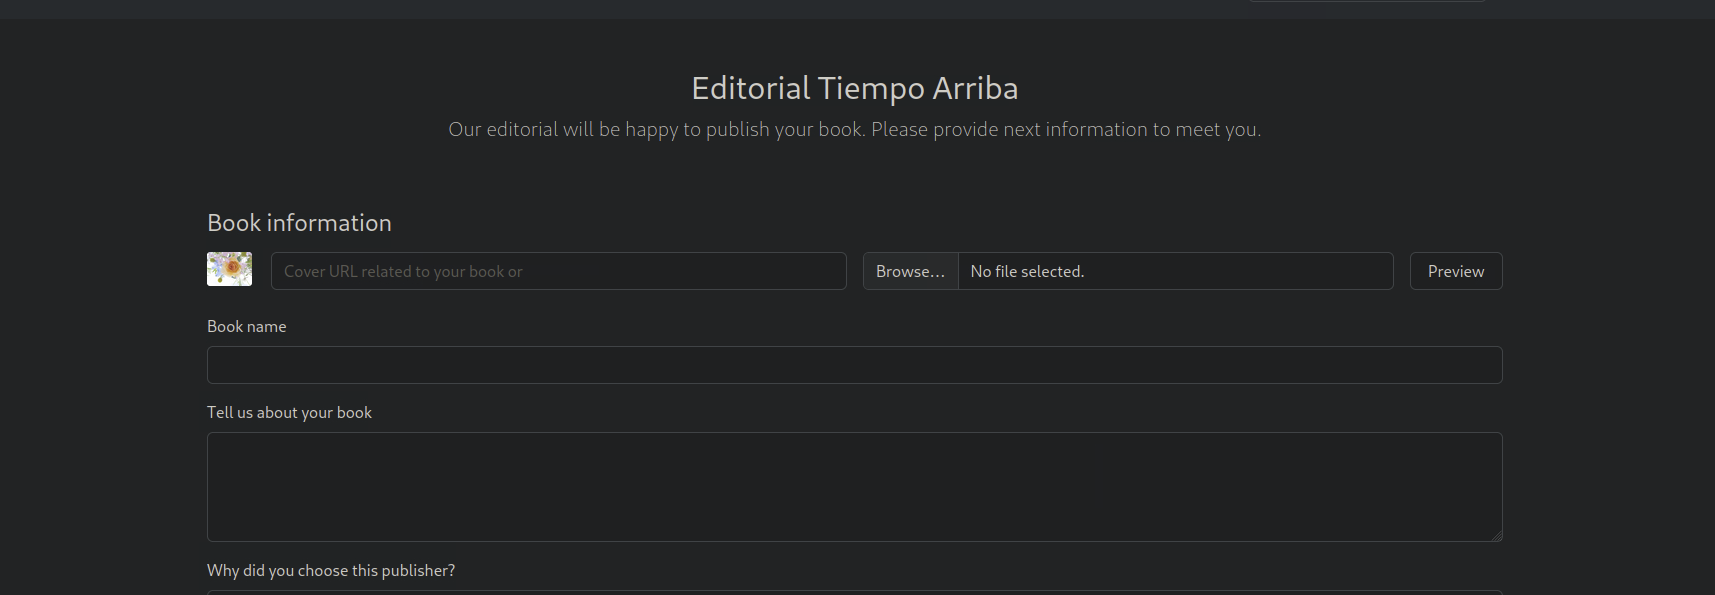 Editorial Tiempo Arriba
Our editorial will be happy to publish your book. Please provide next information to meet you.
Book information
Cover URL related to your book or
Browse... No file selected.
Preview
Book name
Tell us about your book
Why did you choose this publisher?